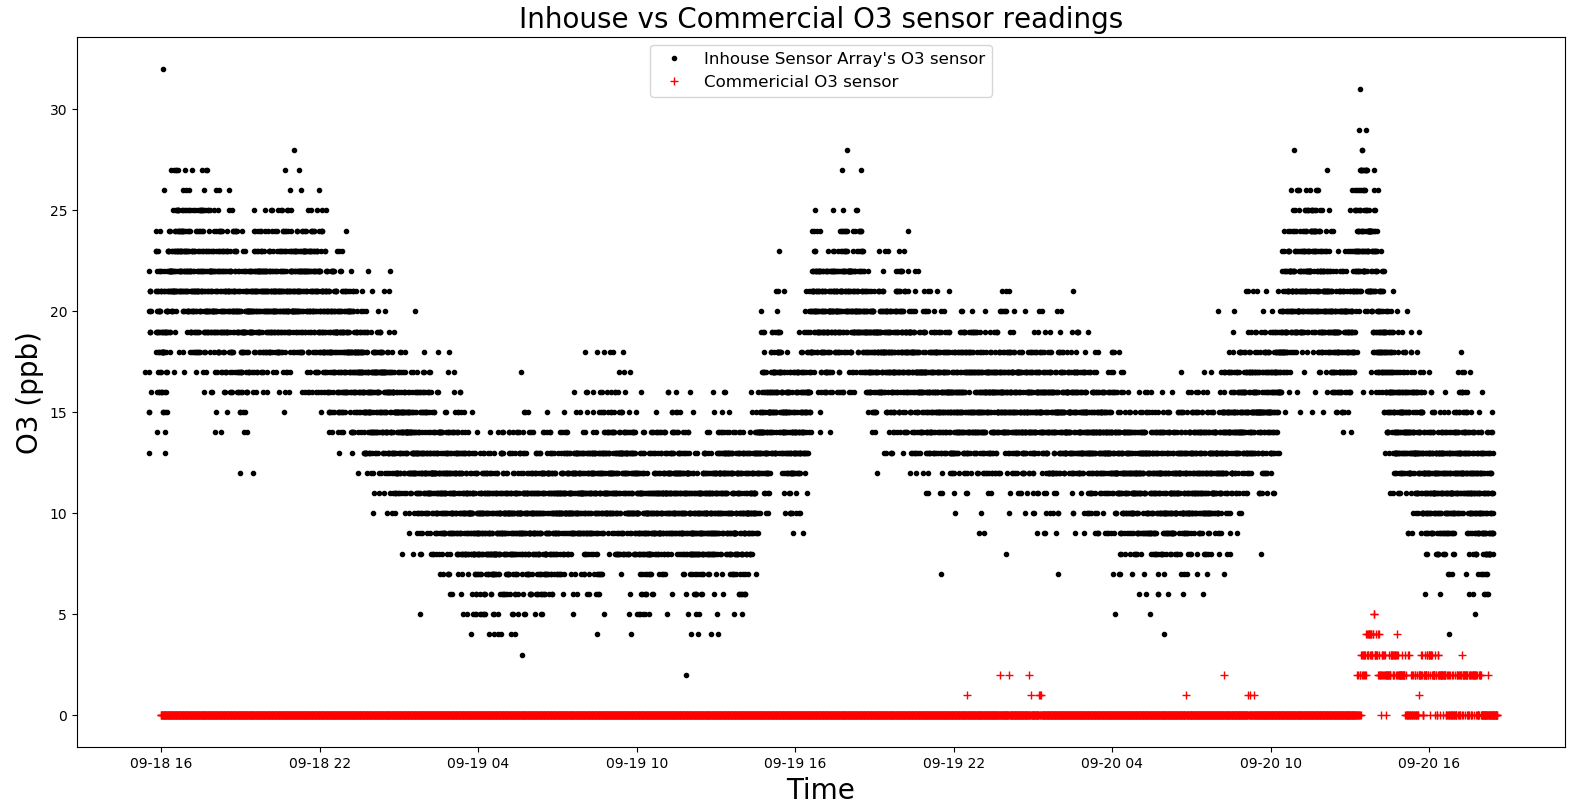 Inhouse vs Commercial O3 sensor readings
Inhouse Sensor Array's O3 sensor
Commericial O3 sensor
O3 (ppb)
30
25
20
15
10
5
0
09-18 16 09-18 22 09-19 04 09-19 10 09-19 16 09-19 22 09-20 04 09-20 10 09-20 16
Time